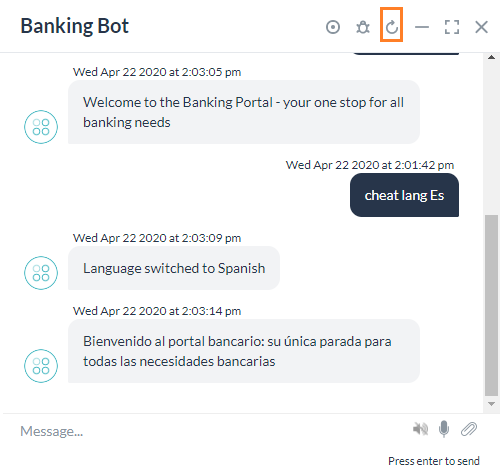 Banking Bot
Wed Apr 22 2020 at 2:03:05 pm
Welcome to the Banking Portal - your one stop for all
banking needs
Wed Apr 22 2020 at 2:01:42 pm
cheat lang Es
Wed Apr 22 2020 at 2:03:09 pm
Language switched to Spanish
Wed Apr 22 2020 at 2:03:14 pm
Bienvenido al portal bancario: su única parada para
todas las necesidades bancarias
Message...
Press enter to send